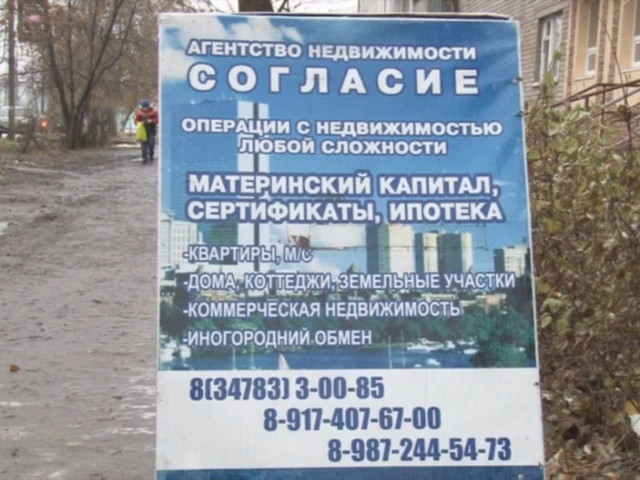 АГЕНТСТВО НЕДВИЖИМОСТИ
СОГЛАСИЕ
ОПЕРАЦИИ С НЕДВИЖИМОСТЬЮ
ЛЮБОЙ СЛОЖНОСТИ
МАТЕРИНСКИЙ КАПИТАЛ,
СЕРТИФИКАТЫ, ИПОТЕКА
-КВАРТИРЫ, М/С
-ДОМА, КОТТЕДЖИ, ЗЕМЕЛЬНЫЕ УЧАСТКИ
-КОММЕРЧЕСКАЯ НЕДВИЖИМОСТЬ
-ИНОГОРОДНИЙ ОБМЕН
8(34783) 3-00-85
8-917-407-67-00
8-987-244-54-73